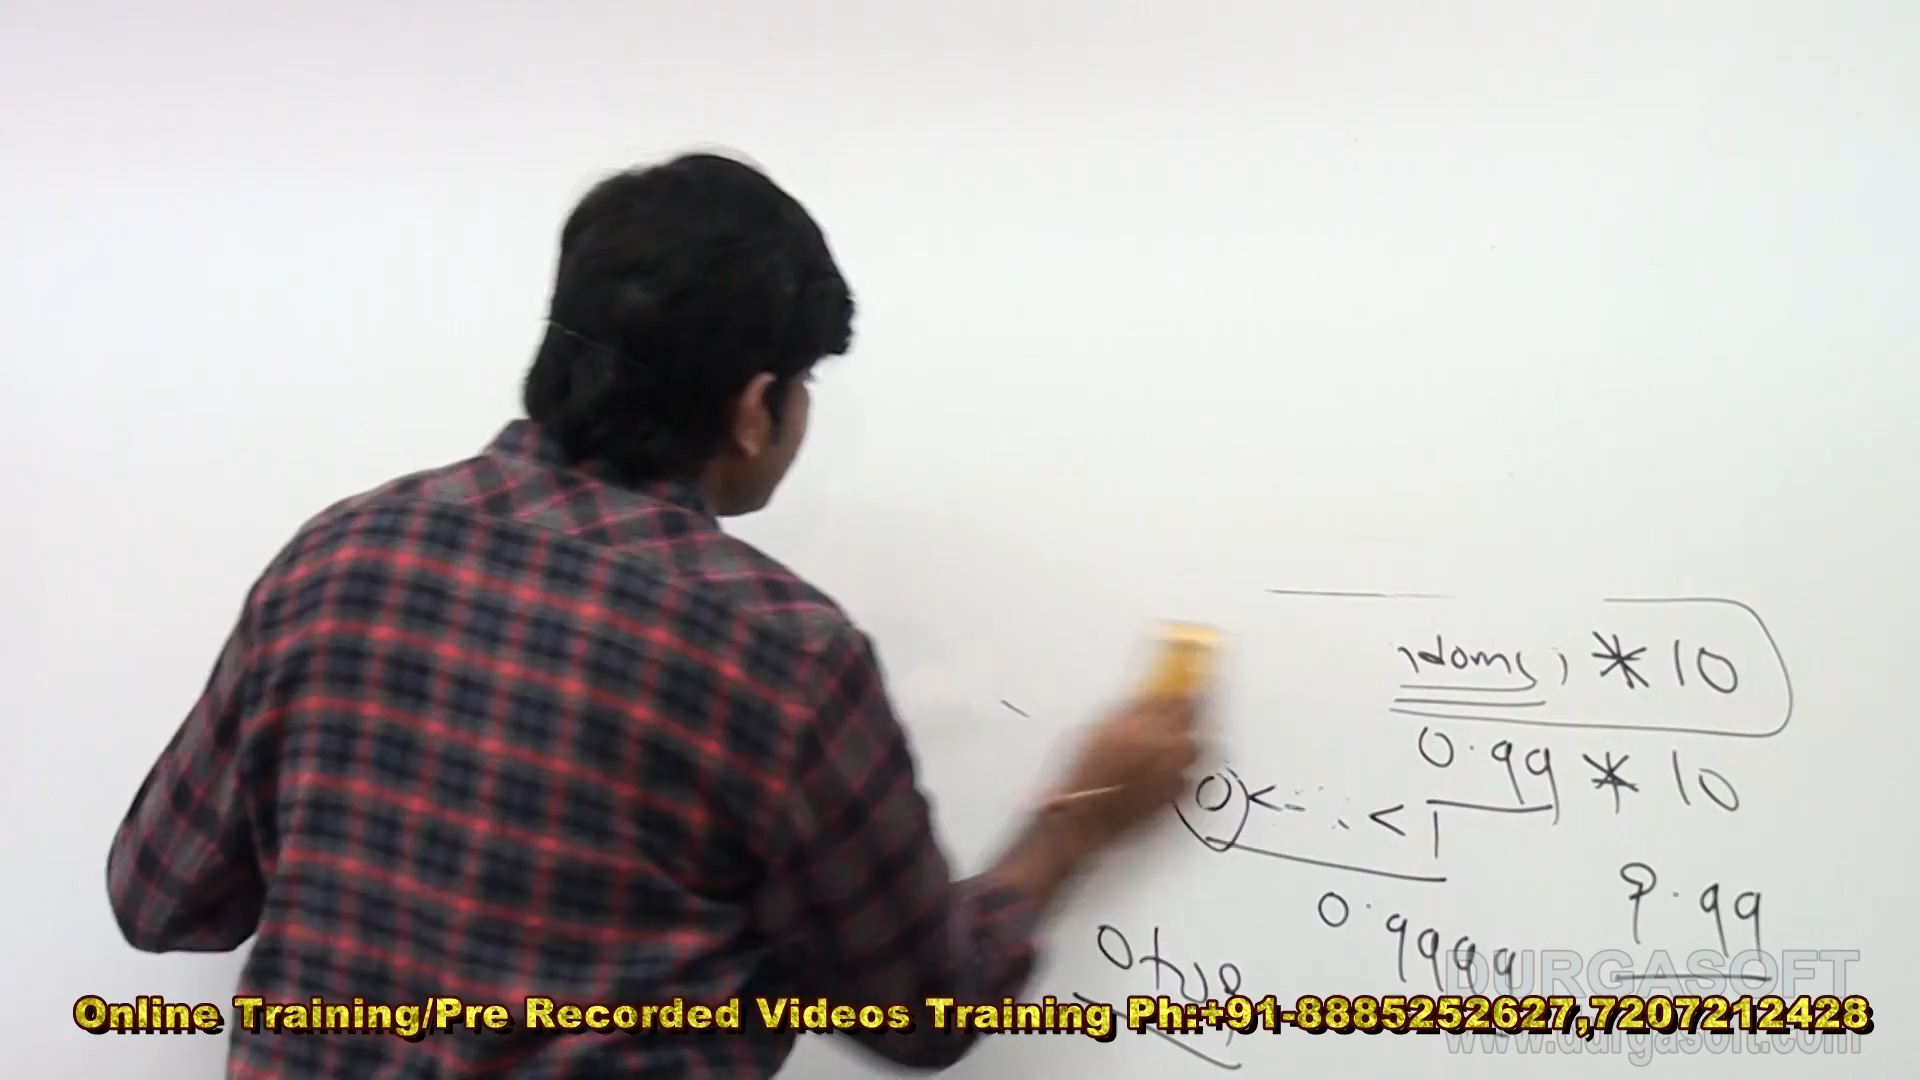 * 10
0.99 * 10
0 < - . . . < 1
9.99
0.9999
DURGASOFT
Online Training/Pre Recorded Videos Training Ph:+91-8885252627,7207212428
www.durgasoft.com